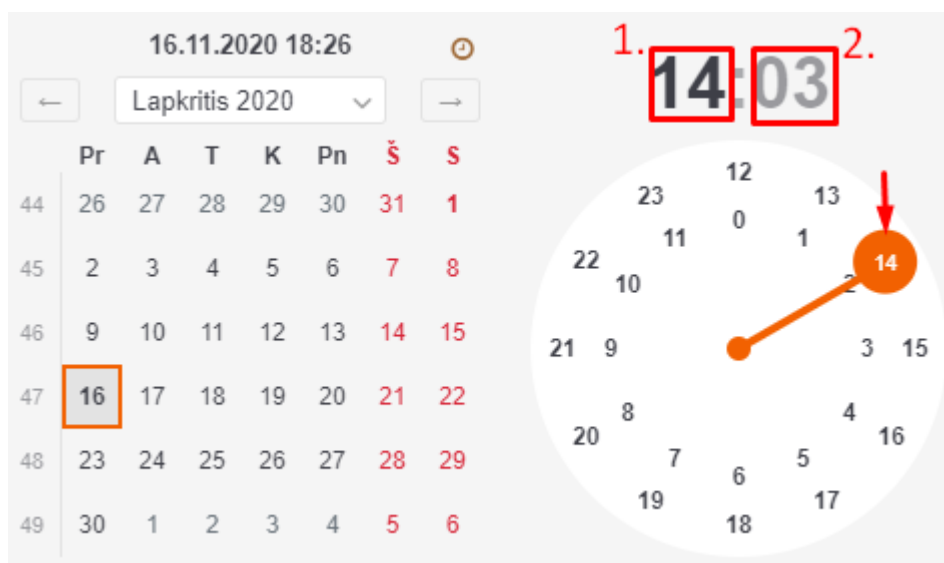 16.11.2020 18:26
← Lapkritis 2020 →
Pr A T K Pn Š S
44 26 27 28 29 30 31 1
45 2 3 4 5 6 7 8
46 9 10 11 12 13 14 15
47 16 17 18 19 20 21 22
48 23 24 25 26 27 28 29
49 30 1 2 3 4 5 6
1. 14:03 2.
12
23 13
0
11 1
22 14
10 2
21 9 3 15
8 4
20 16
7 5
6
19 17
18